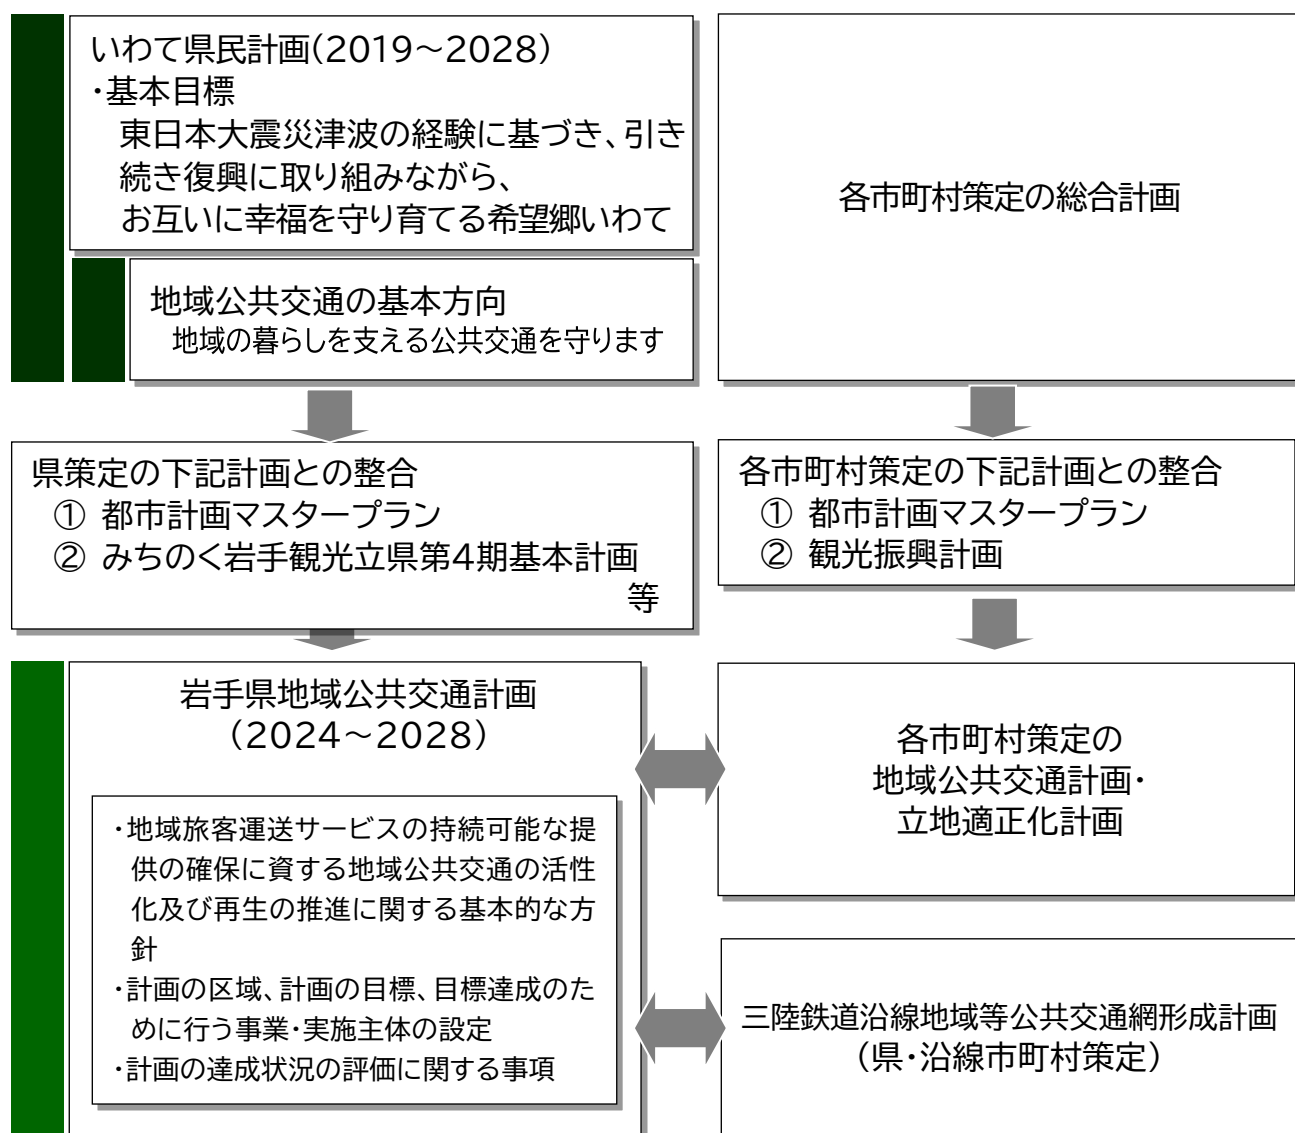 いわて県民計画(2019～2028)
・基本目標
東日本大震災津波の経験に基づき、引き
続き復興に取り組みながら、
お互いに幸福を守り育てる希望郷いわて
地域公共交通の基本方向
地域の暮らしを支える公共交通を守ります
各市町村策定の総合計画
県策定の下記計画との整合
① 都市計画マスタープラン
② みちのく岩手観光立県第4期基本計画
等
各市町村策定の下記計画との整合
① 都市計画マスタープラン
② 観光振興計画
岩手県地域公共交通計画
（2024～2028）
・地域旅客運送サービスの持続可能な提
供の確保に資する地域公共交通の活性
化及び再生の推進に関する基本的な方
針
・計画の区域、計画の目標、目標達成のた
めに行う事業・実施主体の設定
・計画の達成状況の評価に関する事項
各市町村策定の
地域公共交通計画・
立地適正化計画
三陸鉄道沿線地域等公共交通網形成計画
（県・沿線市町村策定）